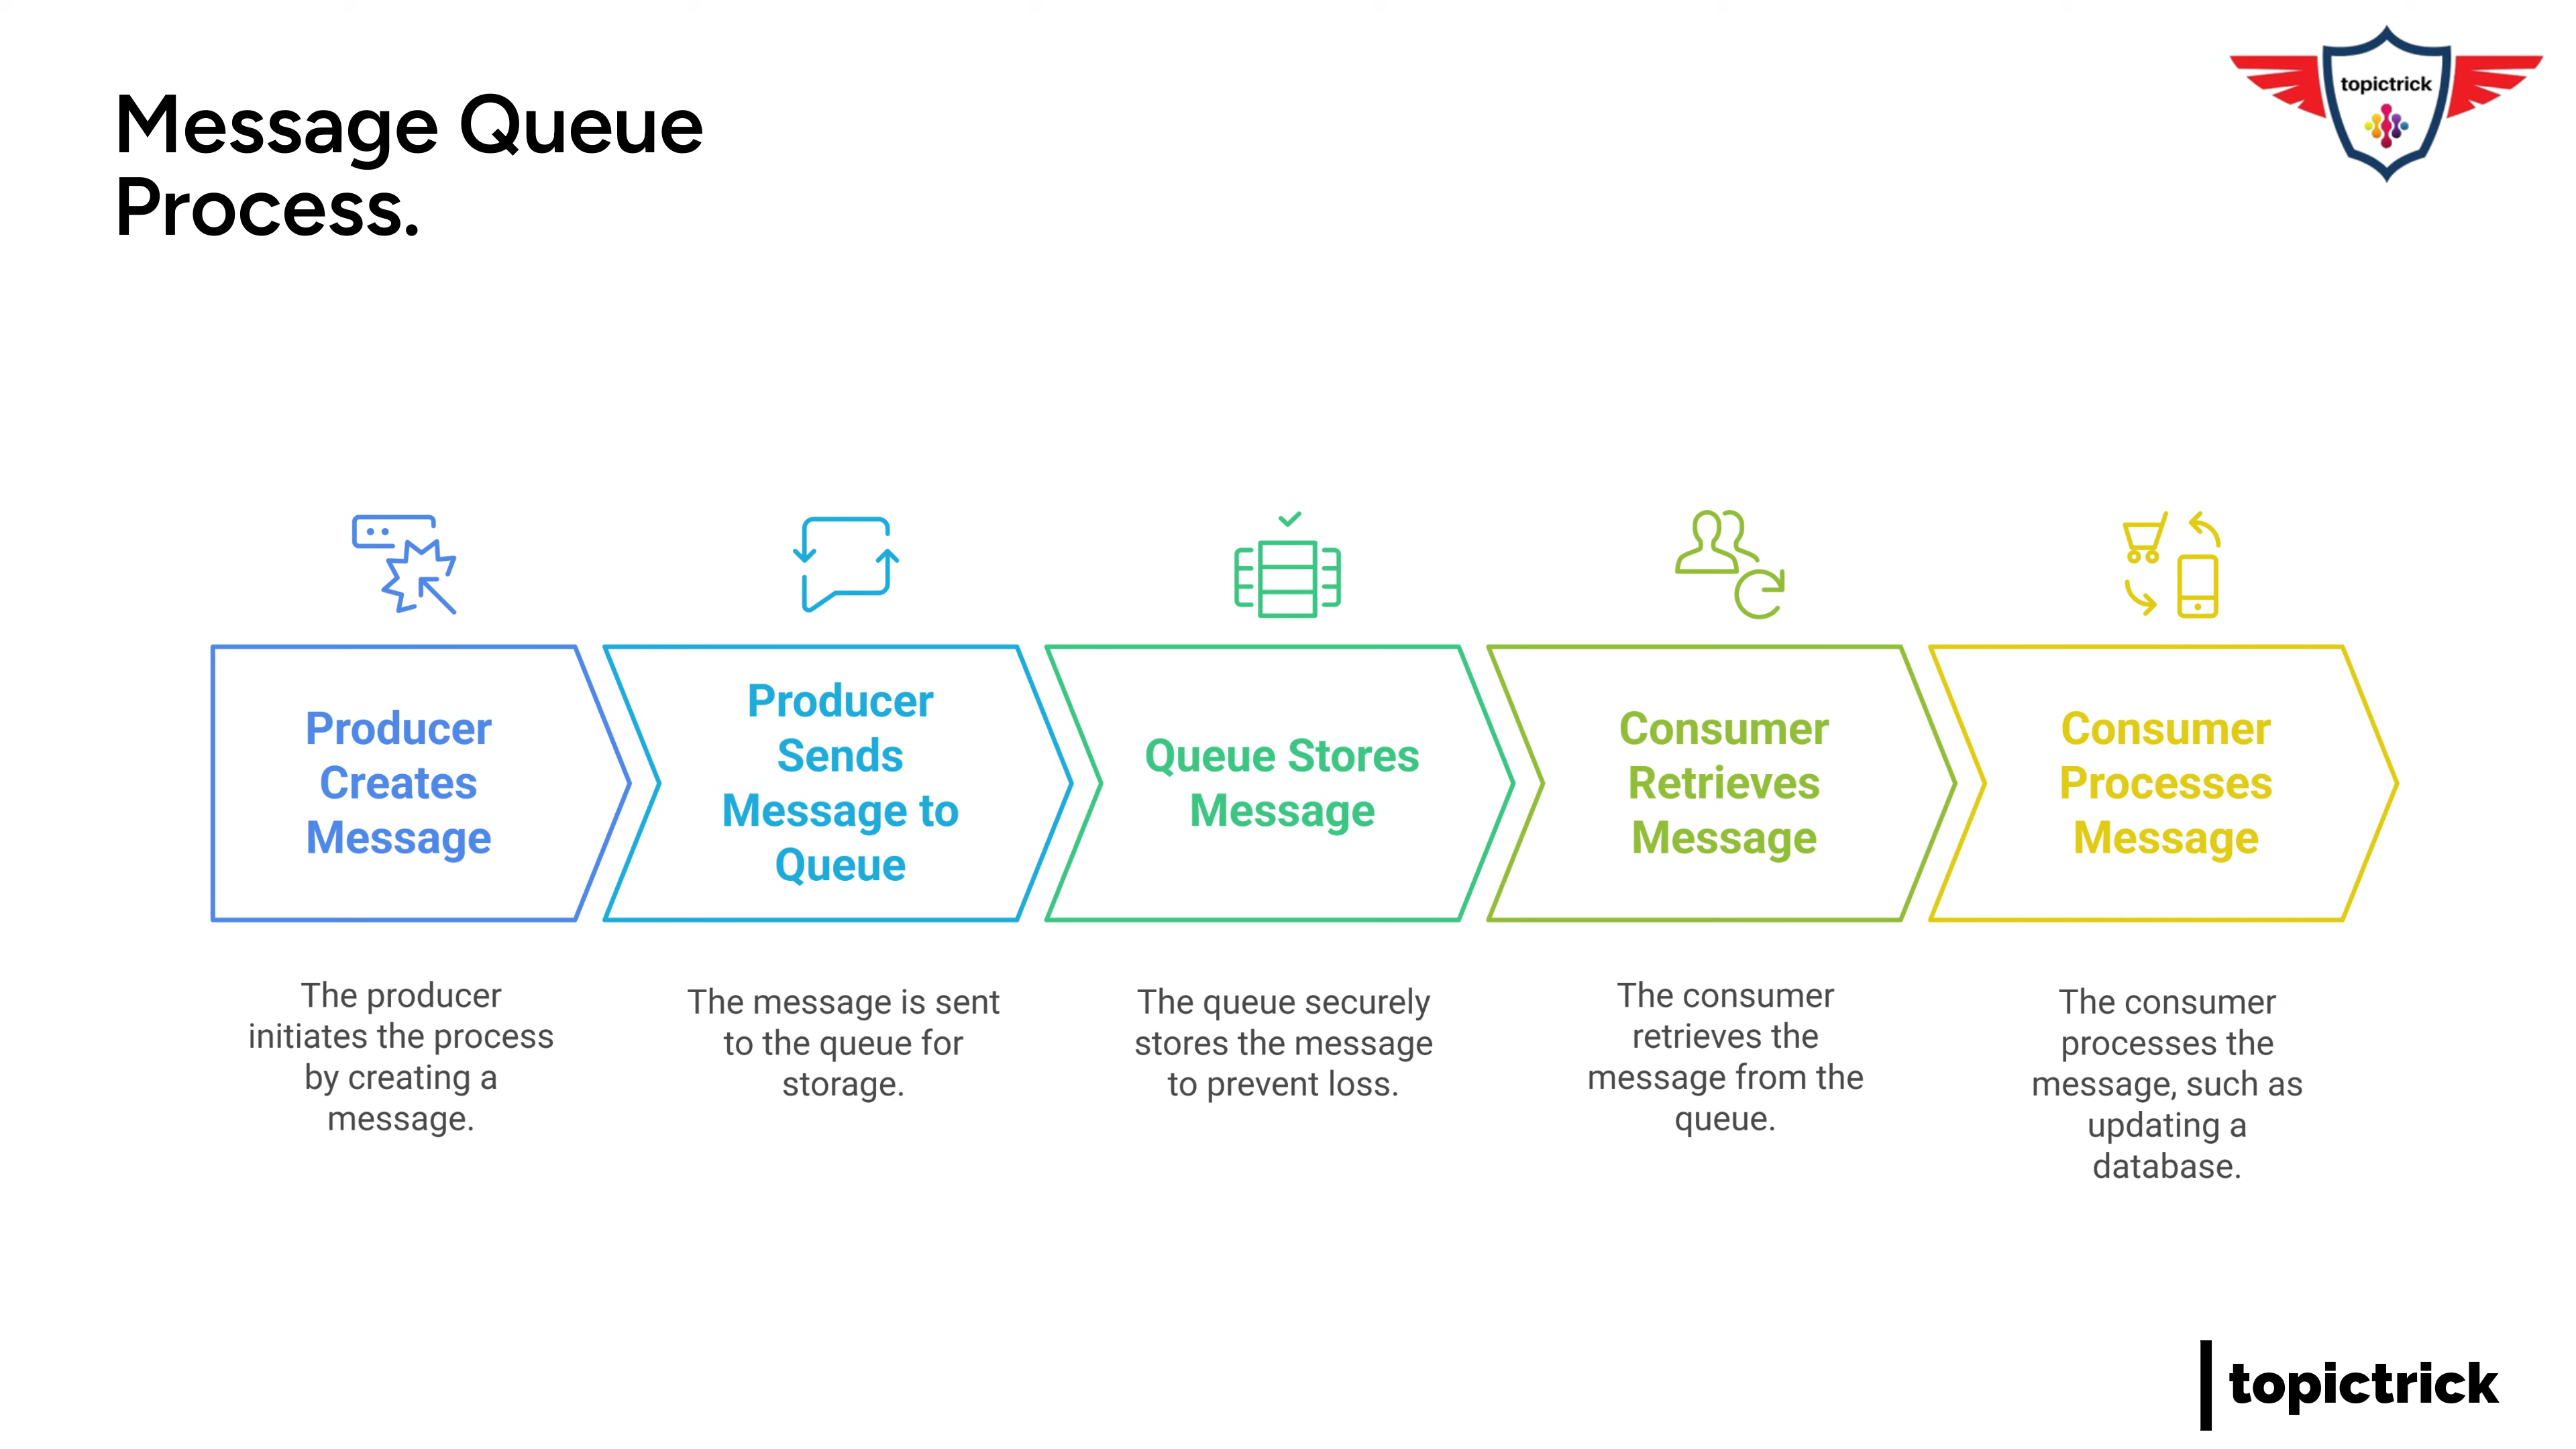 Message Queue
Process.
topictrick
Producer
Creates
Message
Producer
Sends
Message to
Queue
Queue Stores
Message
Consumer
Retrieves
Message
Consumer
Processes
Message
The producer
initiates the process
by creating a
message.
The message is sent
to the queue for
storage.
The queue securely
stores the message
to prevent loss.
The consumer
retrieves the
message from the
queue.
The consumer
processes the
message, such as
updating a
database.
topictrick